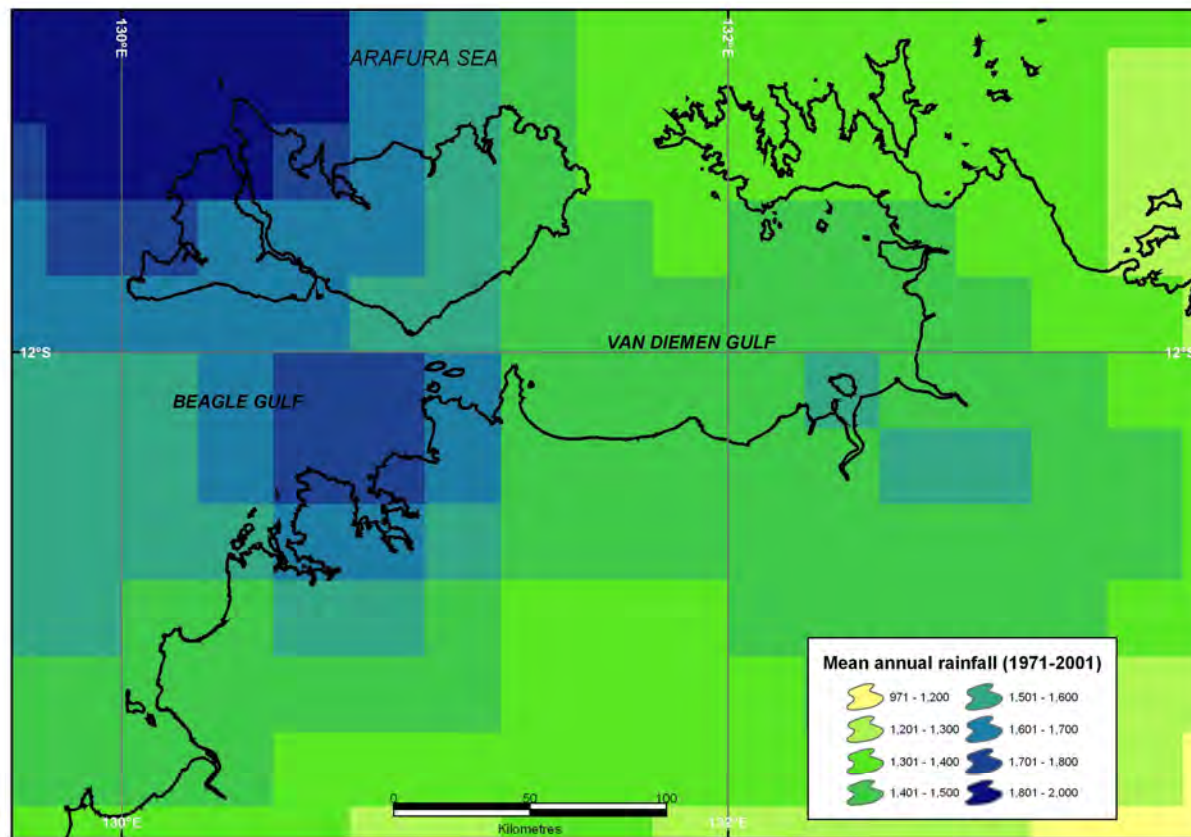 130°E
132°E
ARAFURA SEA
12°S
VAN DIEMEN GULF
12°S
BEAGLE GULF
Mean annual rainfall (1971-2001)
971 - 1,200
1,501 - 1,600
1,201 - 1,300
1,601 - 1,700
1,301 - 1,400
1,701 - 1,800
1,401 - 1,500
1,801 - 2,000
0 50 100
Kilometres
130°E
132°E